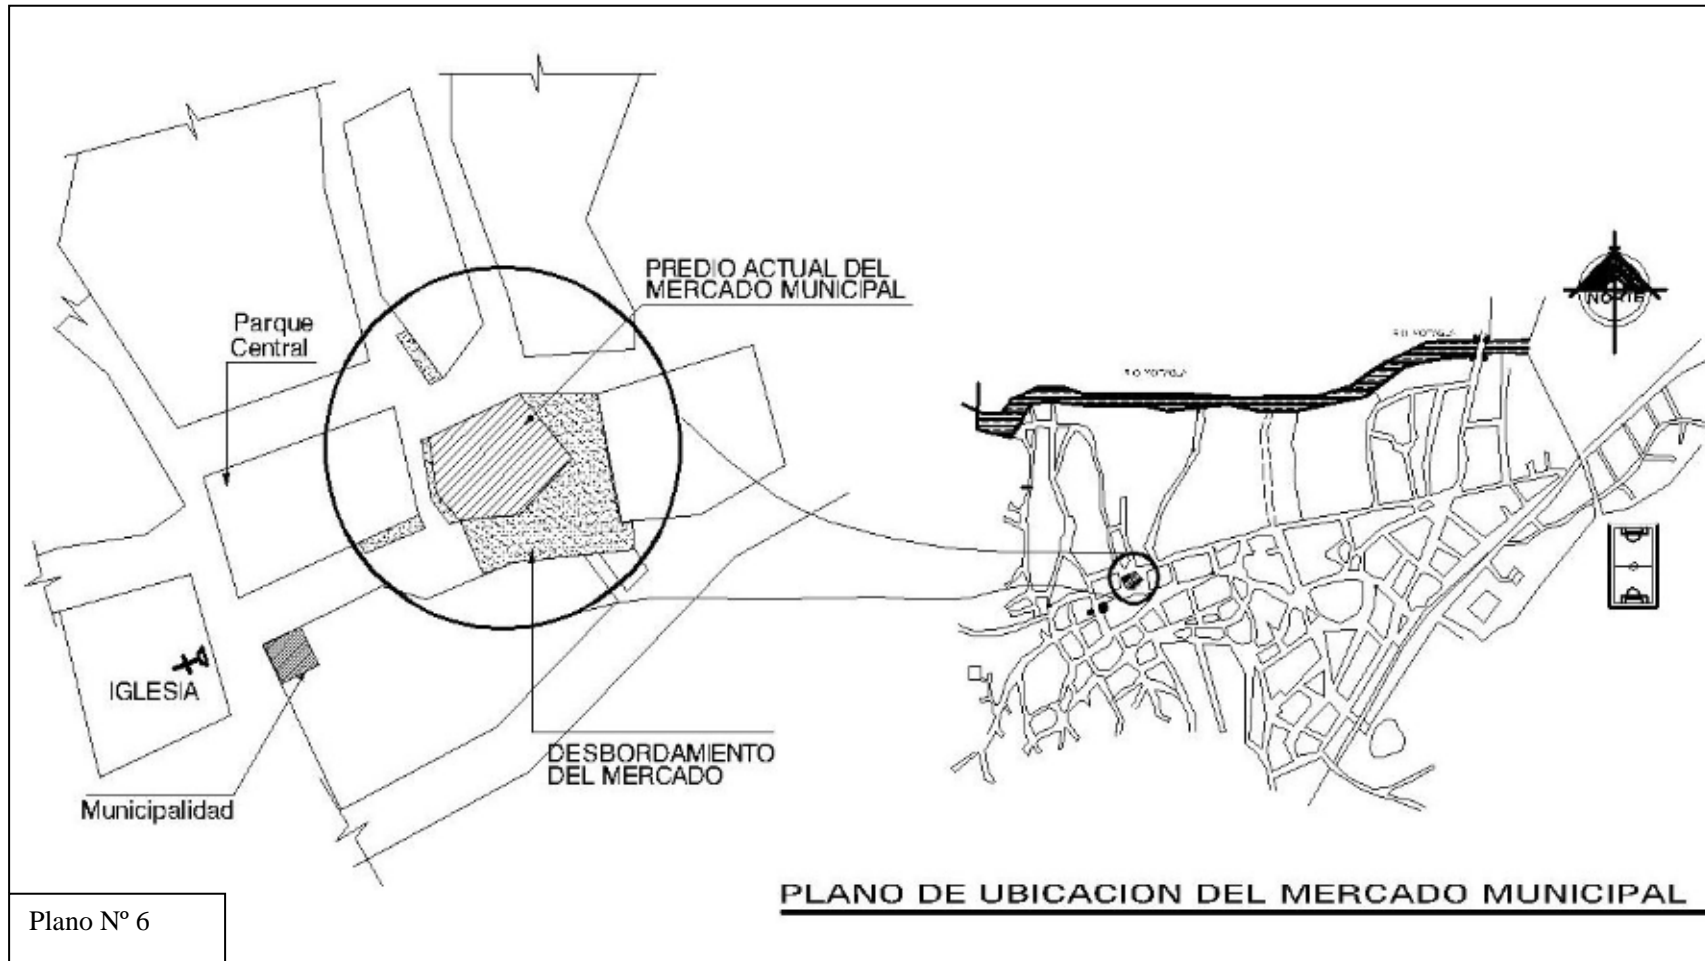 PREDIO ACTUAL DEL
MERCADO MUNICIPAL
Parque
Central
NORTE
IGLESIA
DESBORDAMIENTO
DEL MERCADO
Municipalidad
PLANO DE UBICACION DEL MERCADO MUNICIPAL
Plano Nº 6